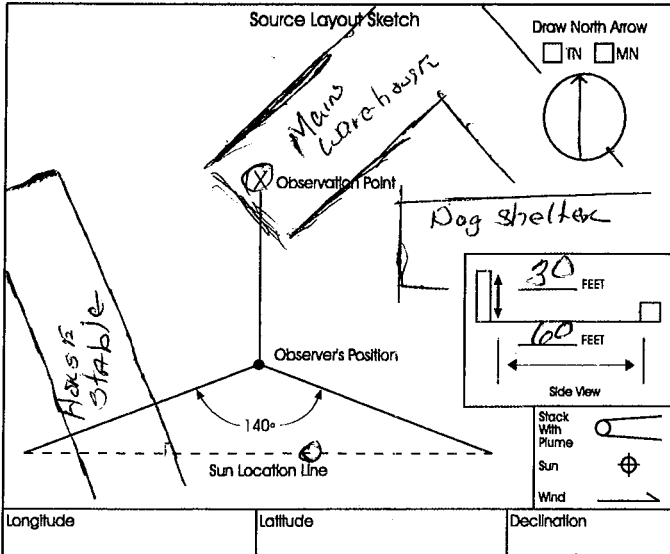 Source Layout Sketch
Draw North Arrow
TN MN
Main
Warehouse
X Observation Point
Dog shelter
30 FEET
60 FEET
Side View
Horse
Stable
Observer's Position
140°
Sun Location Line
Stack
With
Plume
Sun
Wind
Longitude Latitude Declination